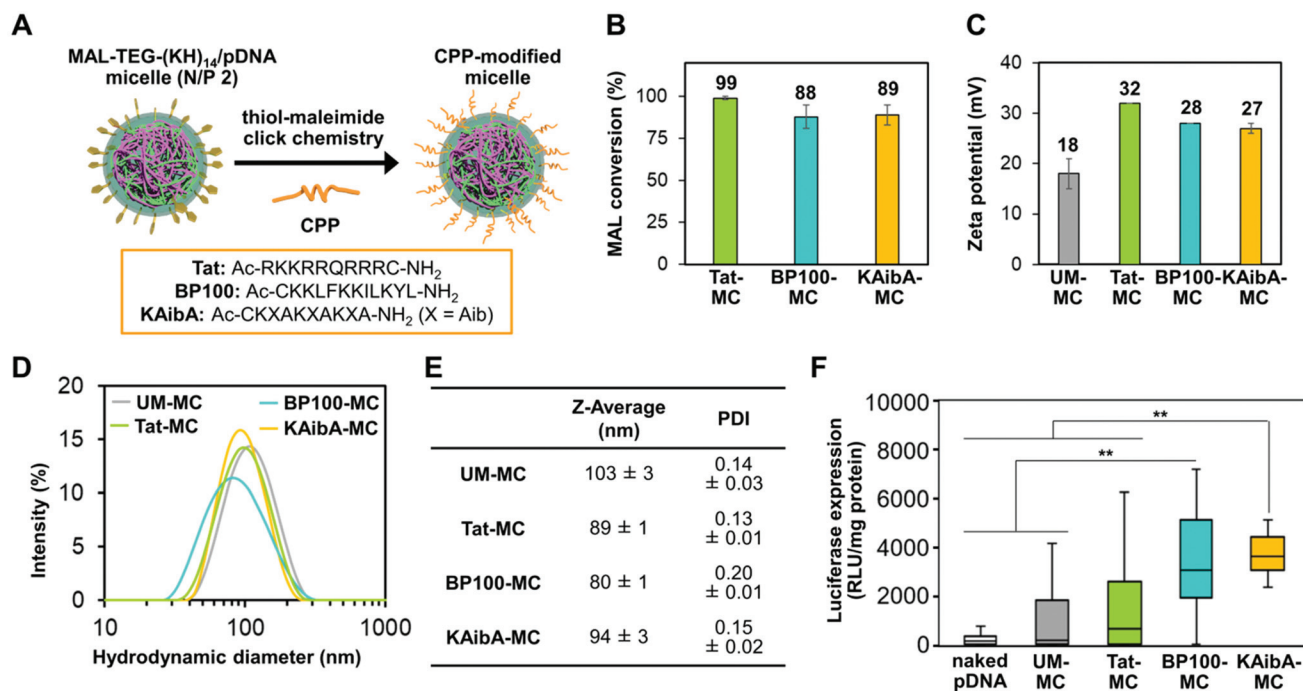 A
MAL-TEG-(KH)14/pDNA
micelle (N/P 2)
CPP-modified
micelle
thiol-maleimide
click chemistry
CPP
Tat: Ac-RKKRRQRRRC-NH2
BP100: Ac-CKKLFKKILKYL-NH2
KAibA: Ac-CKXAKXAKXA-NH2 (X = Aib)
B
MAL conversion (%)
100
75
50
25
0
99
88
89
Tat-
MC
BP100-
MC
KAibA-
MC
C
Zeta potential (mV)
40
30
20
10
0
18
32
28
27
UM-
MC
Tat-
MC
BP100-
MC
KAibA-
MC
D
Intensity (%)
20
15
10
5
0
UM-MC
Tat-MC
BP100-MC
KAibA-MC
10
100
1000
Hydrodynamic diameter (nm)
E
Z-Average
(nm)
PDI
UM-MC 103 ± 3 0.14
± 0.03
Tat-MC 89 ± 1 0.13
± 0.01
BP100-MC 80 ± 1 0.20
± 0.01
KAibA-MC 94 ± 3 0.15
± 0.02
F
Luciferase expression
(RLU/mg protein)
10000
8000
6000
4000
2000
0
**
**
naked
pDNA
UM-
MC
Tat-
MC
BP100-
MC
KAibA-
MC